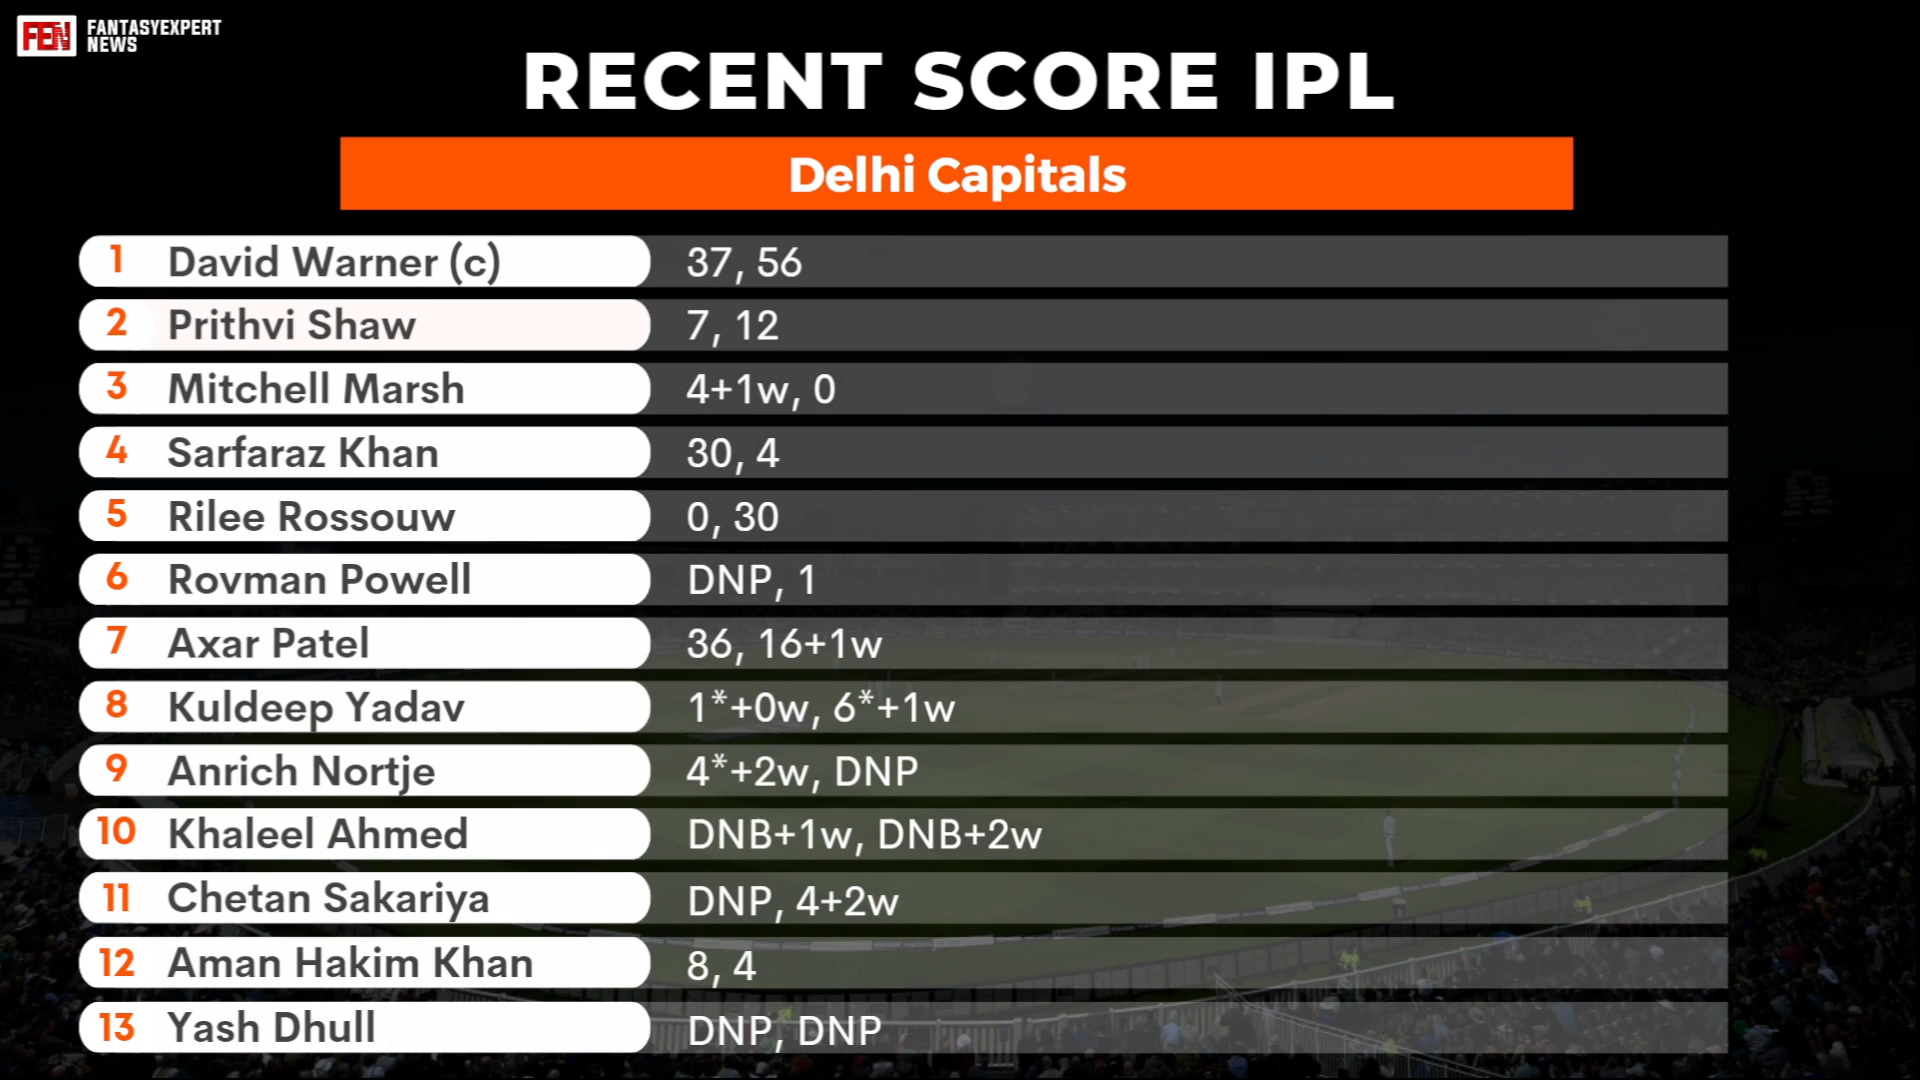 FEN FANTASYEXPERT
NEWS
RECENT SCORE IPL
Delhi Capitals
1 David Warner (c) 37, 56
2 Prithvi Shaw 7, 12
3 Mitchell Marsh 4+1w, 0
4 Sarfaraz Khan 30, 4
5 Rilee Rossouw 0, 30
6 Rovman Powell DNP, 1
7 Axar Patel 36, 16+1w
8 Kuldeep Yadav 1*+0w, 6*+1w
9 Anrich Nortje 4*+2w, DNP
10 Khaleel Ahmed DNB+1w, DNB+2w
11 Chetan Sakariya DNP, 4+2w
12 Aman Hakim Khan 8, 4
13 Yash Dhull DNP, DNP